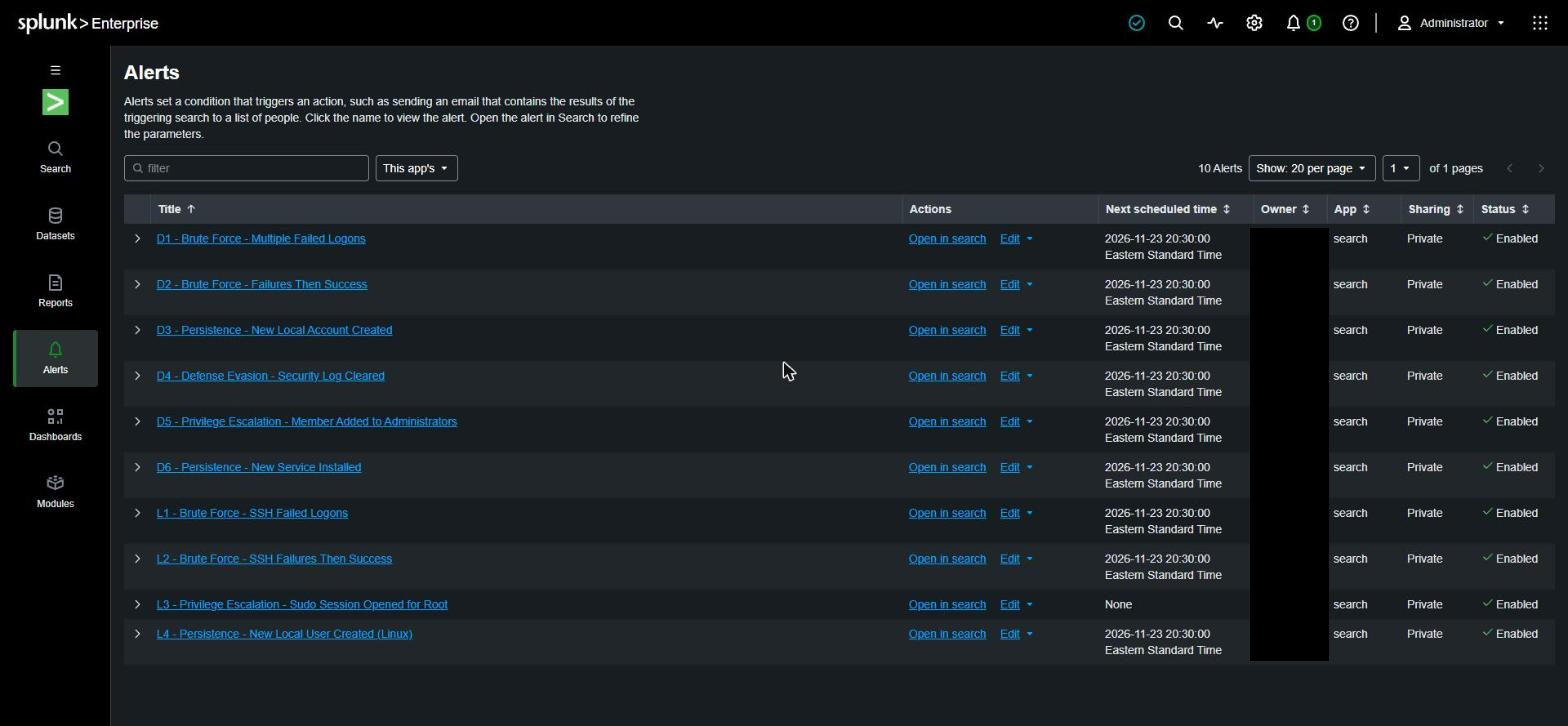 splunk>Enterprise
1
Administrator
Alerts
Alerts set a condition that triggers an action, such as sending an email that contains the results of the
triggering search to a list of people. Click the name to view the alert. Open the alert in Search to refine
the parameters.
Search
Datasets
Reports
Alerts
Dashboards
Modules
filter
This app's
10 Alerts
Show: 20 per page
1
of 1 pages
Title Actions Next scheduled time Owner App Sharing Status
D1 - Brute Force - Multiple Failed Logons Open in search Edit 2026-11-23 20:30:00 search Private Enabled
Eastern Standard Time
D2 - Brute Force - Failures Then Success Open in search Edit 2026-11-23 20:30:00 search Private Enabled
Eastern Standard Time
D3 - Persistence - New Local Account Created Open in search Edit 2026-11-23 20:30:00 search Private Enabled
Eastern Standard Time
D4 - Defense Evasion - Security Log Cleared Open in search Edit 2026-11-23 20:30:00 search Private Enabled
Eastern Standard Time
D5 - Privilege Escalation - Member Added to Administrators Open in search Edit 2026-11-23 20:30:00 search Private Enabled
Eastern Standard Time
D6 - Persistence - New Service Installed Open in search Edit 2026-11-23 20:30:00 search Private Enabled
Eastern Standard Time
L1 - Brute Force - SSH Failed Logons Open in search Edit 2026-11-23 20:30:00 search Private Enabled
Eastern Standard Time
L2 - Brute Force - SSH Failures Then Success Open in search Edit 2026-11-23 20:30:00 search Private Enabled
Eastern Standard Time
L3 - Privilege Escalation - Sudo Session Opened for Root Open in search Edit None search Private Enabled
L4 - Persistence - New Local User Created (Linux) Open in search Edit 2026-11-23 20:30:00 search Private Enabled
Eastern Standard Time